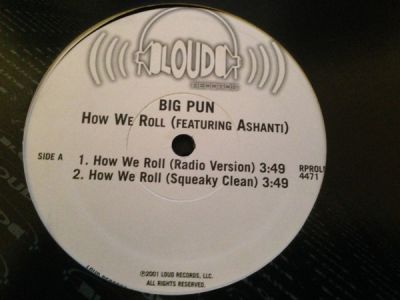 LOUD
RECORDS
BIG PUN
HOW WE ROLL (FEATURING ASHANTI)
SIDE A
1. How We Roll (Radio Version) 3:49
2. How We Roll (Squeaky Clean) 3:49
4471
℗2001 LOUD RECORDS, LLC.
ALL RIGHTS RESERVED.